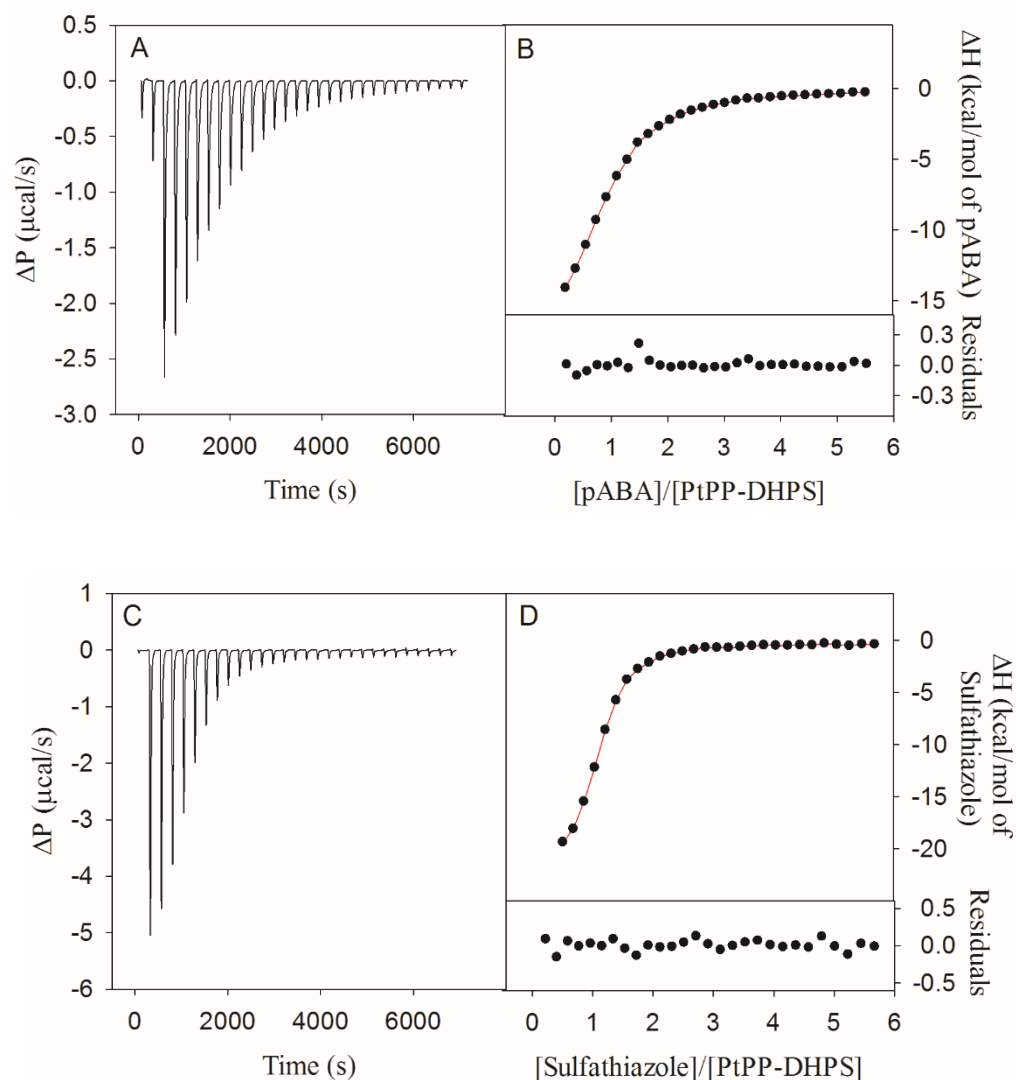 A
0.5
0.0
-0.5
-1.0
-1.5
-2.0
-2.5
-3.0
ΔP (μcal/s)
0 2000 4000 6000
Time (s)
B
0
-5
-10
-15
ΔH (kcal/mol of pABA)
0.3
0.0
-0.3
Residuals
0 1 2 3 4 5 6
[pABA]/[PtPP-DHPS]
C
1
0
-1
-2
-3
-4
-5
-6
ΔP (μcal/s)
0 2000 4000 6000
Time (s)
D
0
-5
-10
-15
-20
ΔH (kcal/mol of
Sulfathiazole)
0.5
0.0
-0.5
Residuals
0 1 2 3 4 5 6
[Sulfathiazole]/[PtPP-DHPS]